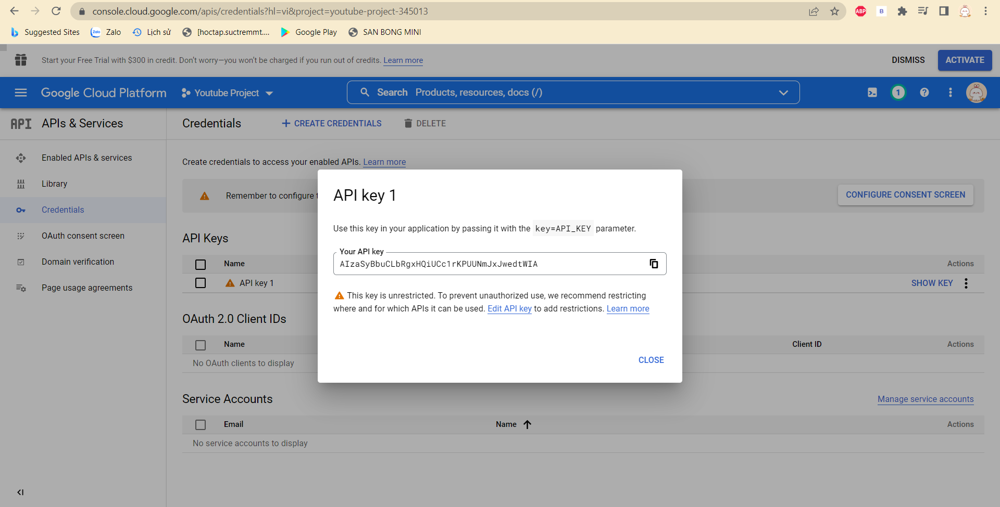 console.cloud.google.com/apis/credentials?hl=vi&project=youtube-project-345013
ABP
B
Suggested Sites
Zalo
Zalo
Lịch sử
[hoctap.suctremmt....
Google Play
SAN BONG MINI
Start your Free Trial with $300 in credit. Don't worry—you won't be charged if you run out of credits. Learn more
DISMISS
ACTIVATE
Google Cloud Platform
Youtube Project
Search Products, resources, docs (/)
1
API
APIs & Services
Credentials
CREATE CREDENTIALS
DELETE
Enabled APIs & services
Library
Credentials
OAuth consent screen
Domain verification
Page usage agreements
Create credentials to access your enabled APIs. Learn more
Remember to configure
CONFIGURE CONSENT SCREEN
API Keys
Name
Actions
API key 1
SHOW KEY
OAuth 2.0 Client IDs
Name
Client ID
Actions
No OAuth clients to display
Service Accounts
Manage service accounts
Email
Name
Actions
No service accounts to display
API key 1
Use this key in your application by passing it with the key=API_KEY parameter.
Your API key
AIzaSyBbuCLbRgxHQiUCc1rKPUUNmJxJwedtWIA
This key is unrestricted. To prevent unauthorized use, we recommend restricting
where and for which APIs it can be used. Edit API key to add restrictions. Learn more
CLOSE